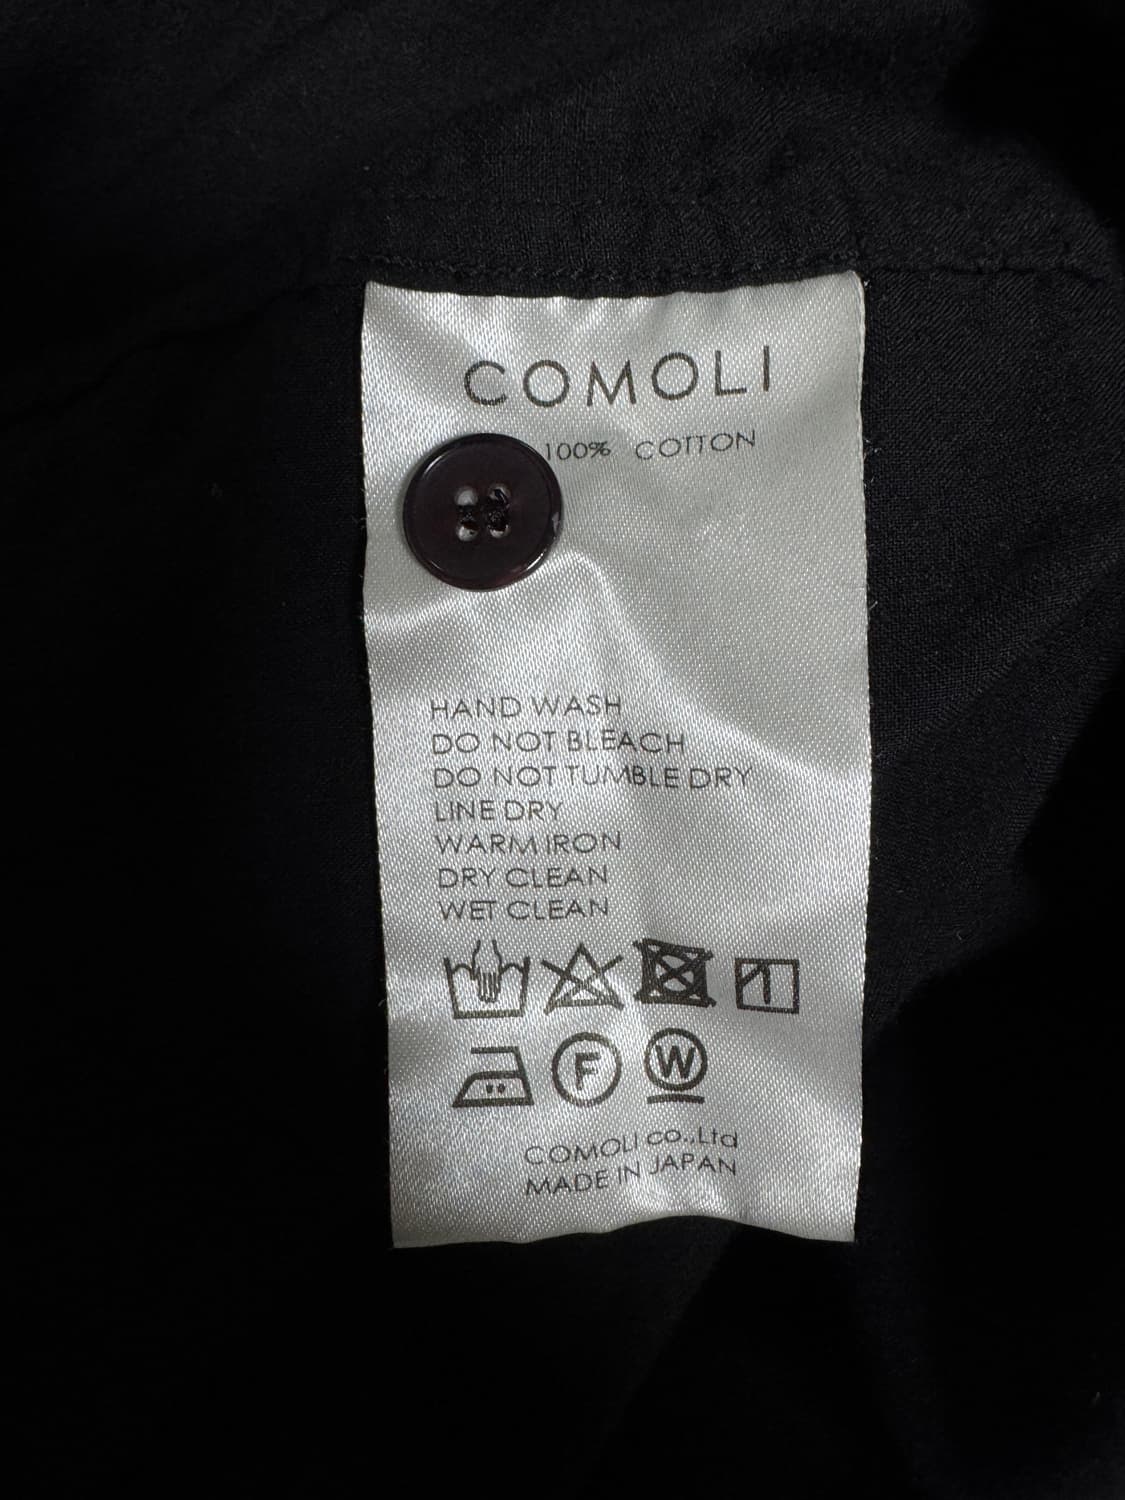 COMOLI
100% COTTON
HAND WASH
DO NOT BLEACH
DO NOT TUMBLE DRY
LINE DRY
WARM IRON
DRY CLEAN
WET CLEAN
F W
COMOLI co.,Ltd
MADE IN JAPAN